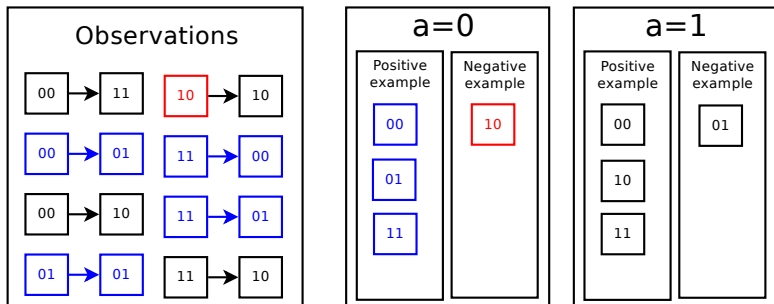 Observations
00 11 10 10
00 01 11 00
00 10 11 01
01 01 11 10
a=0
Positive example
Negative example
00 10
01
11
a=1
Positive example
Negative example
00 01
10
11